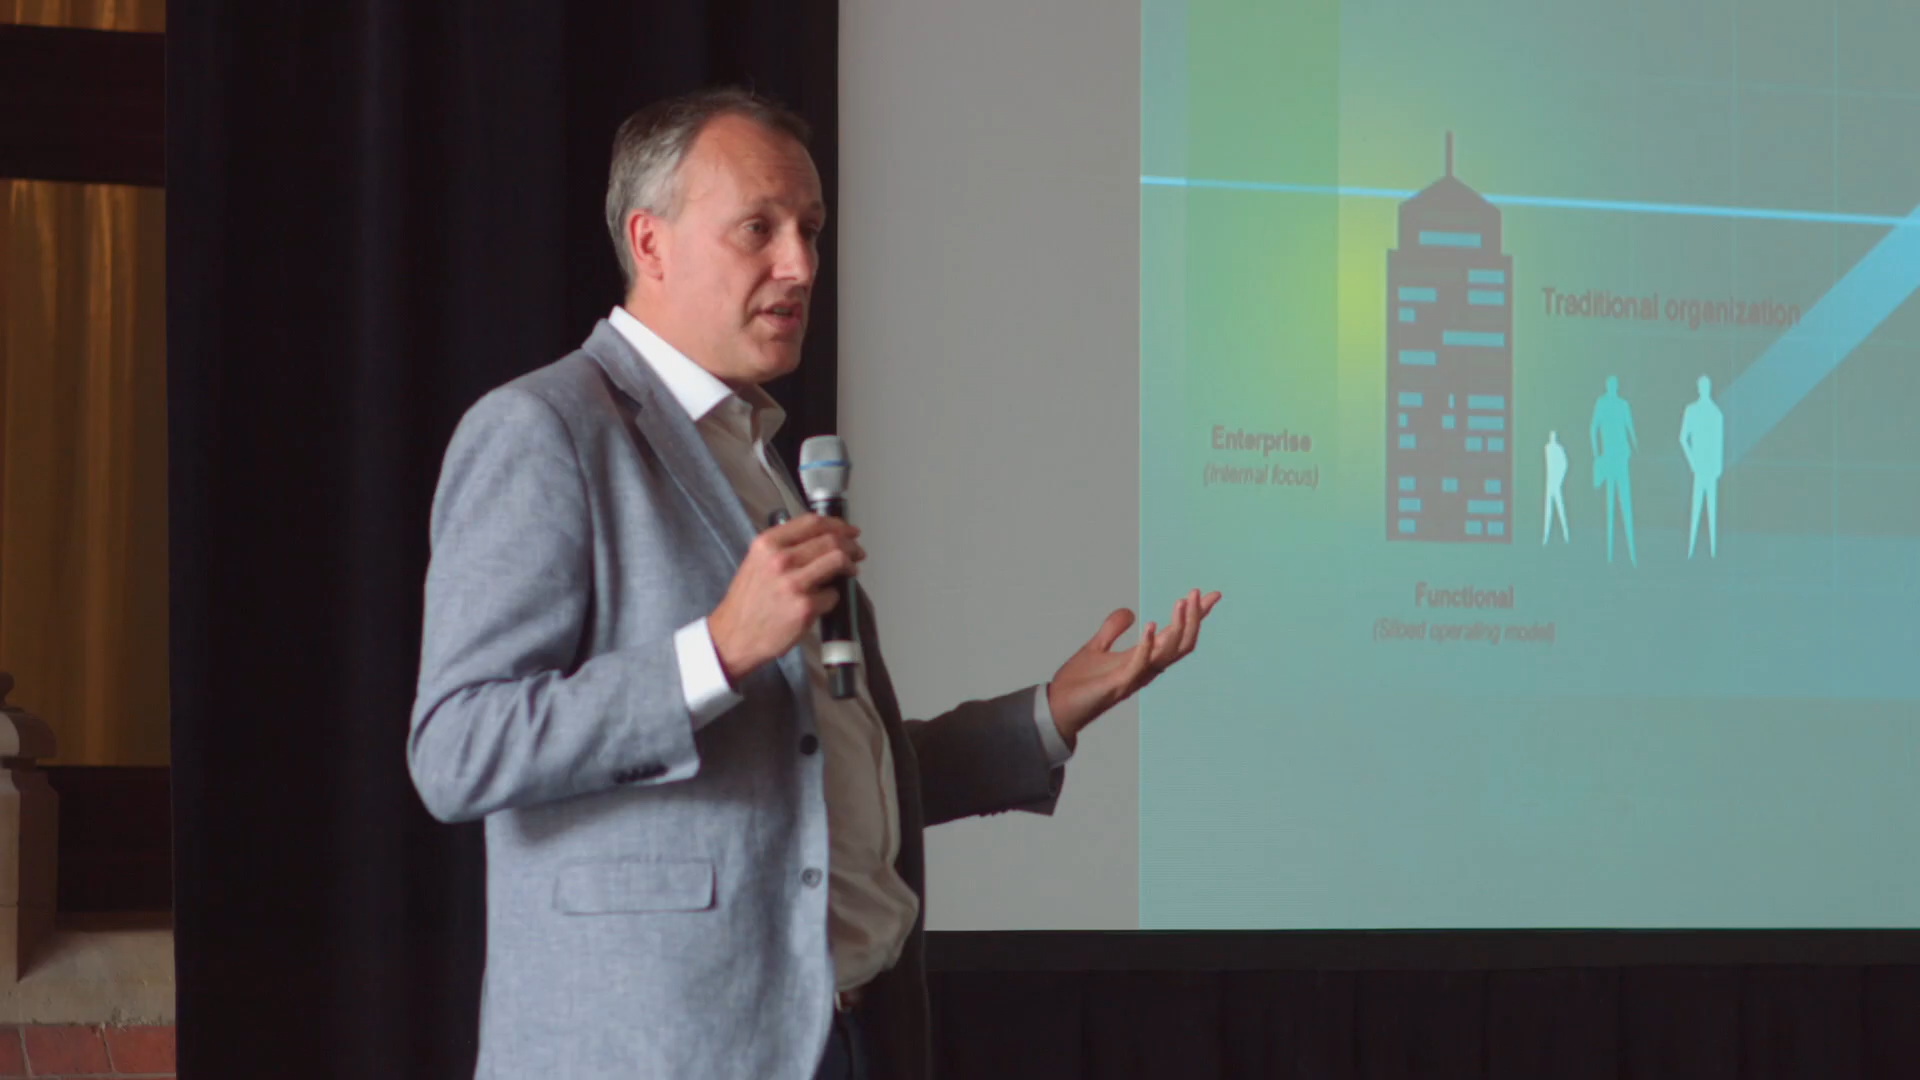 Traditional organization
Enterprise
(Internal focus)
Functional
(Siloed operating model)